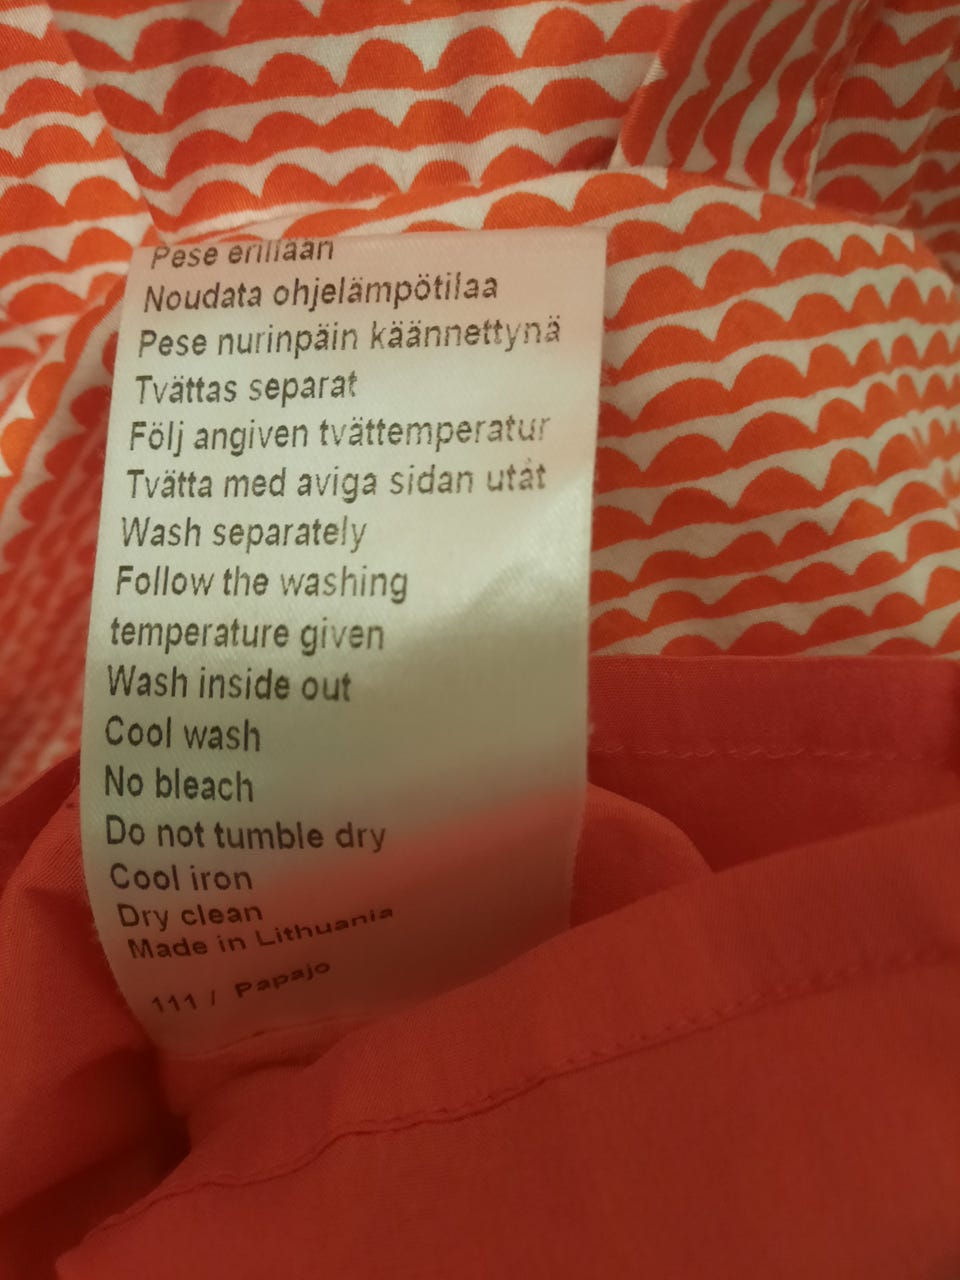 Pese erillään
Noudata ohjelämpötilaa
Pese nurinpäin käännettynä
Tvättas separat
Följ angiven tvättemperatur
Tvätta med aviga sidan utåt
Wash separately
Follow the washing
temperature given
Wash inside out
Cool wash
No bleach
Do not tumble dry
Cool iron
Dry clean
Made in Lithuania
111 / Papajo